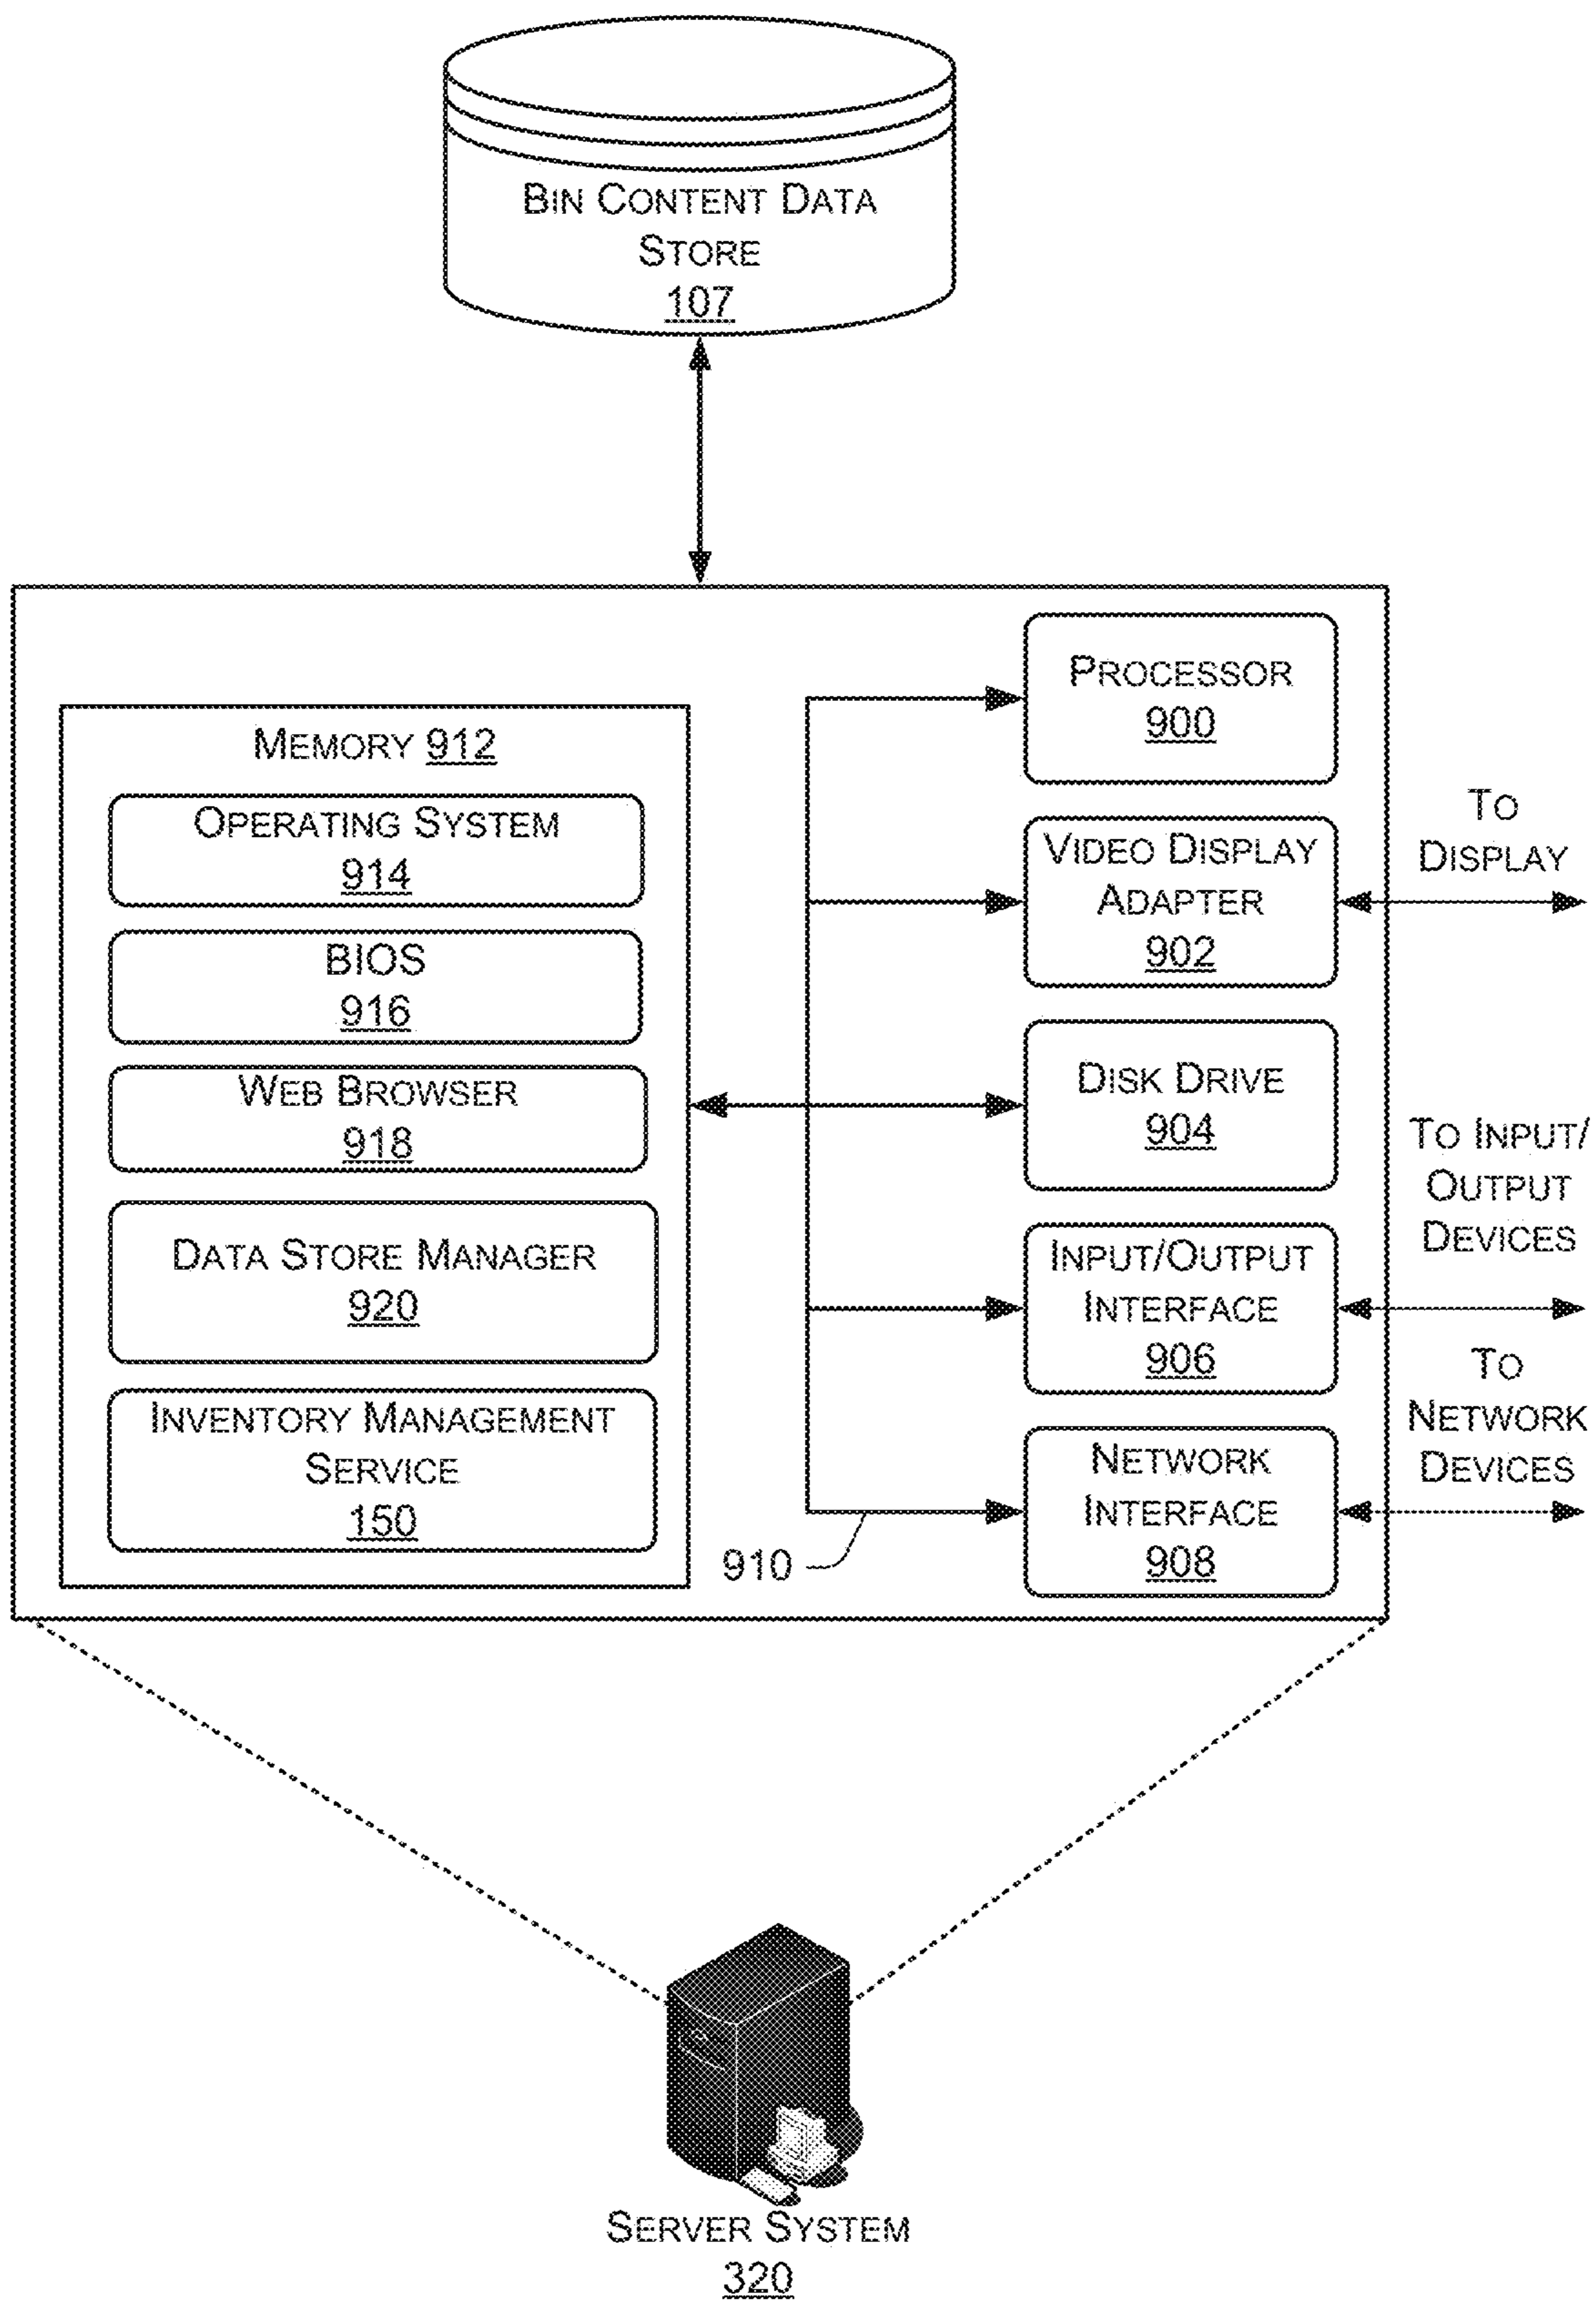 BIN CONTENT DATA
STORE
107
MEMORY 912
OPERATING SYSTEM
914
BIOS
916
WEB BROWSER
918
DATA STORE MANAGER
920
INVENTORY MANAGEMENT
SERVICE
150
910
PROCESSOR
900
VIDEO DISPLAY
ADAPTER
902
DISK DRIVE
904
INPUT/OUTPUT
INTERFACE
906
NETWORK
INTERFACE
908
TO
DISPLAY
TO INPUT/
OUTPUT
DEVICES
TO
NETWORK
DEVICES
SERVER SYSTEM
320